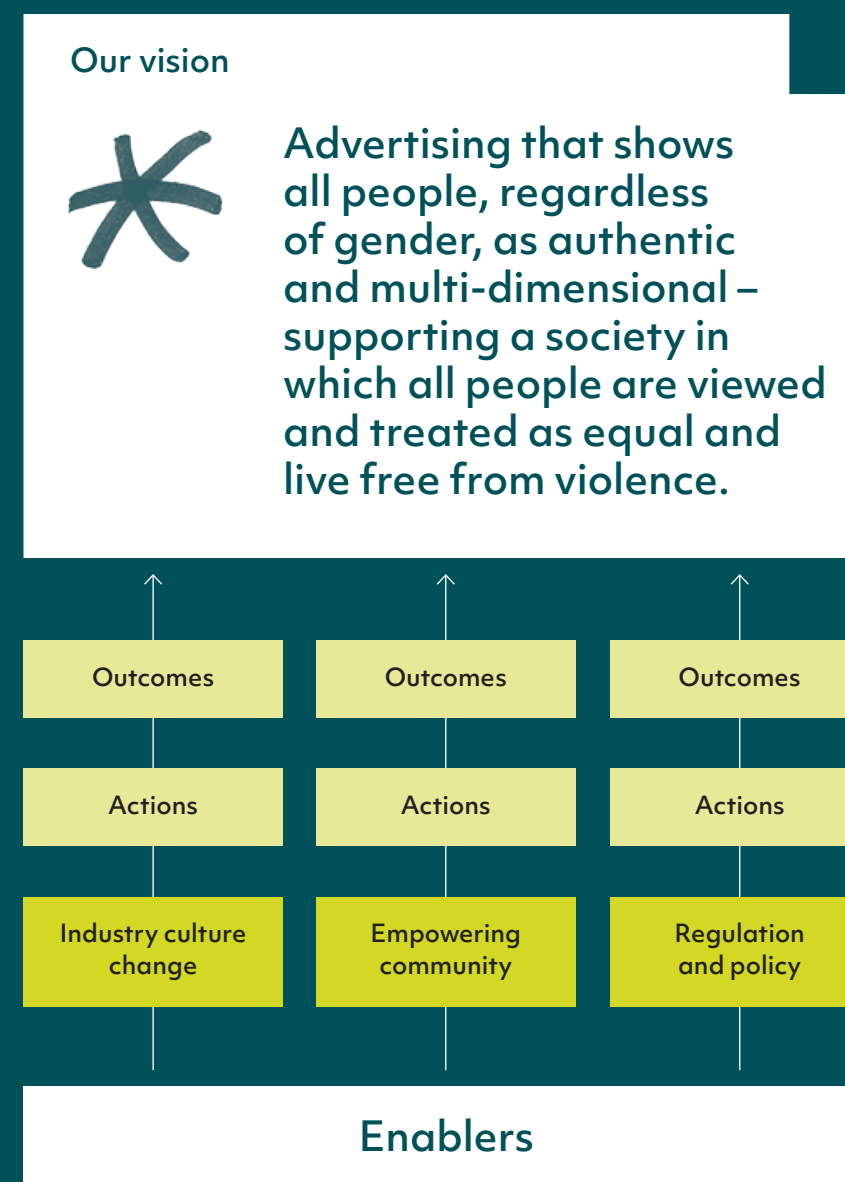 Our vision
Advertising that shows
all people, regardless
of gender, as authentic
and multi-dimensional –
supporting a society in
which all people are viewed
and treated as equal and
live free from violence.
Outcomes
Outcomes
Outcomes
Actions
Actions
Actions
Industry culture
change
Empowering
community
Regulation
and policy
Enablers